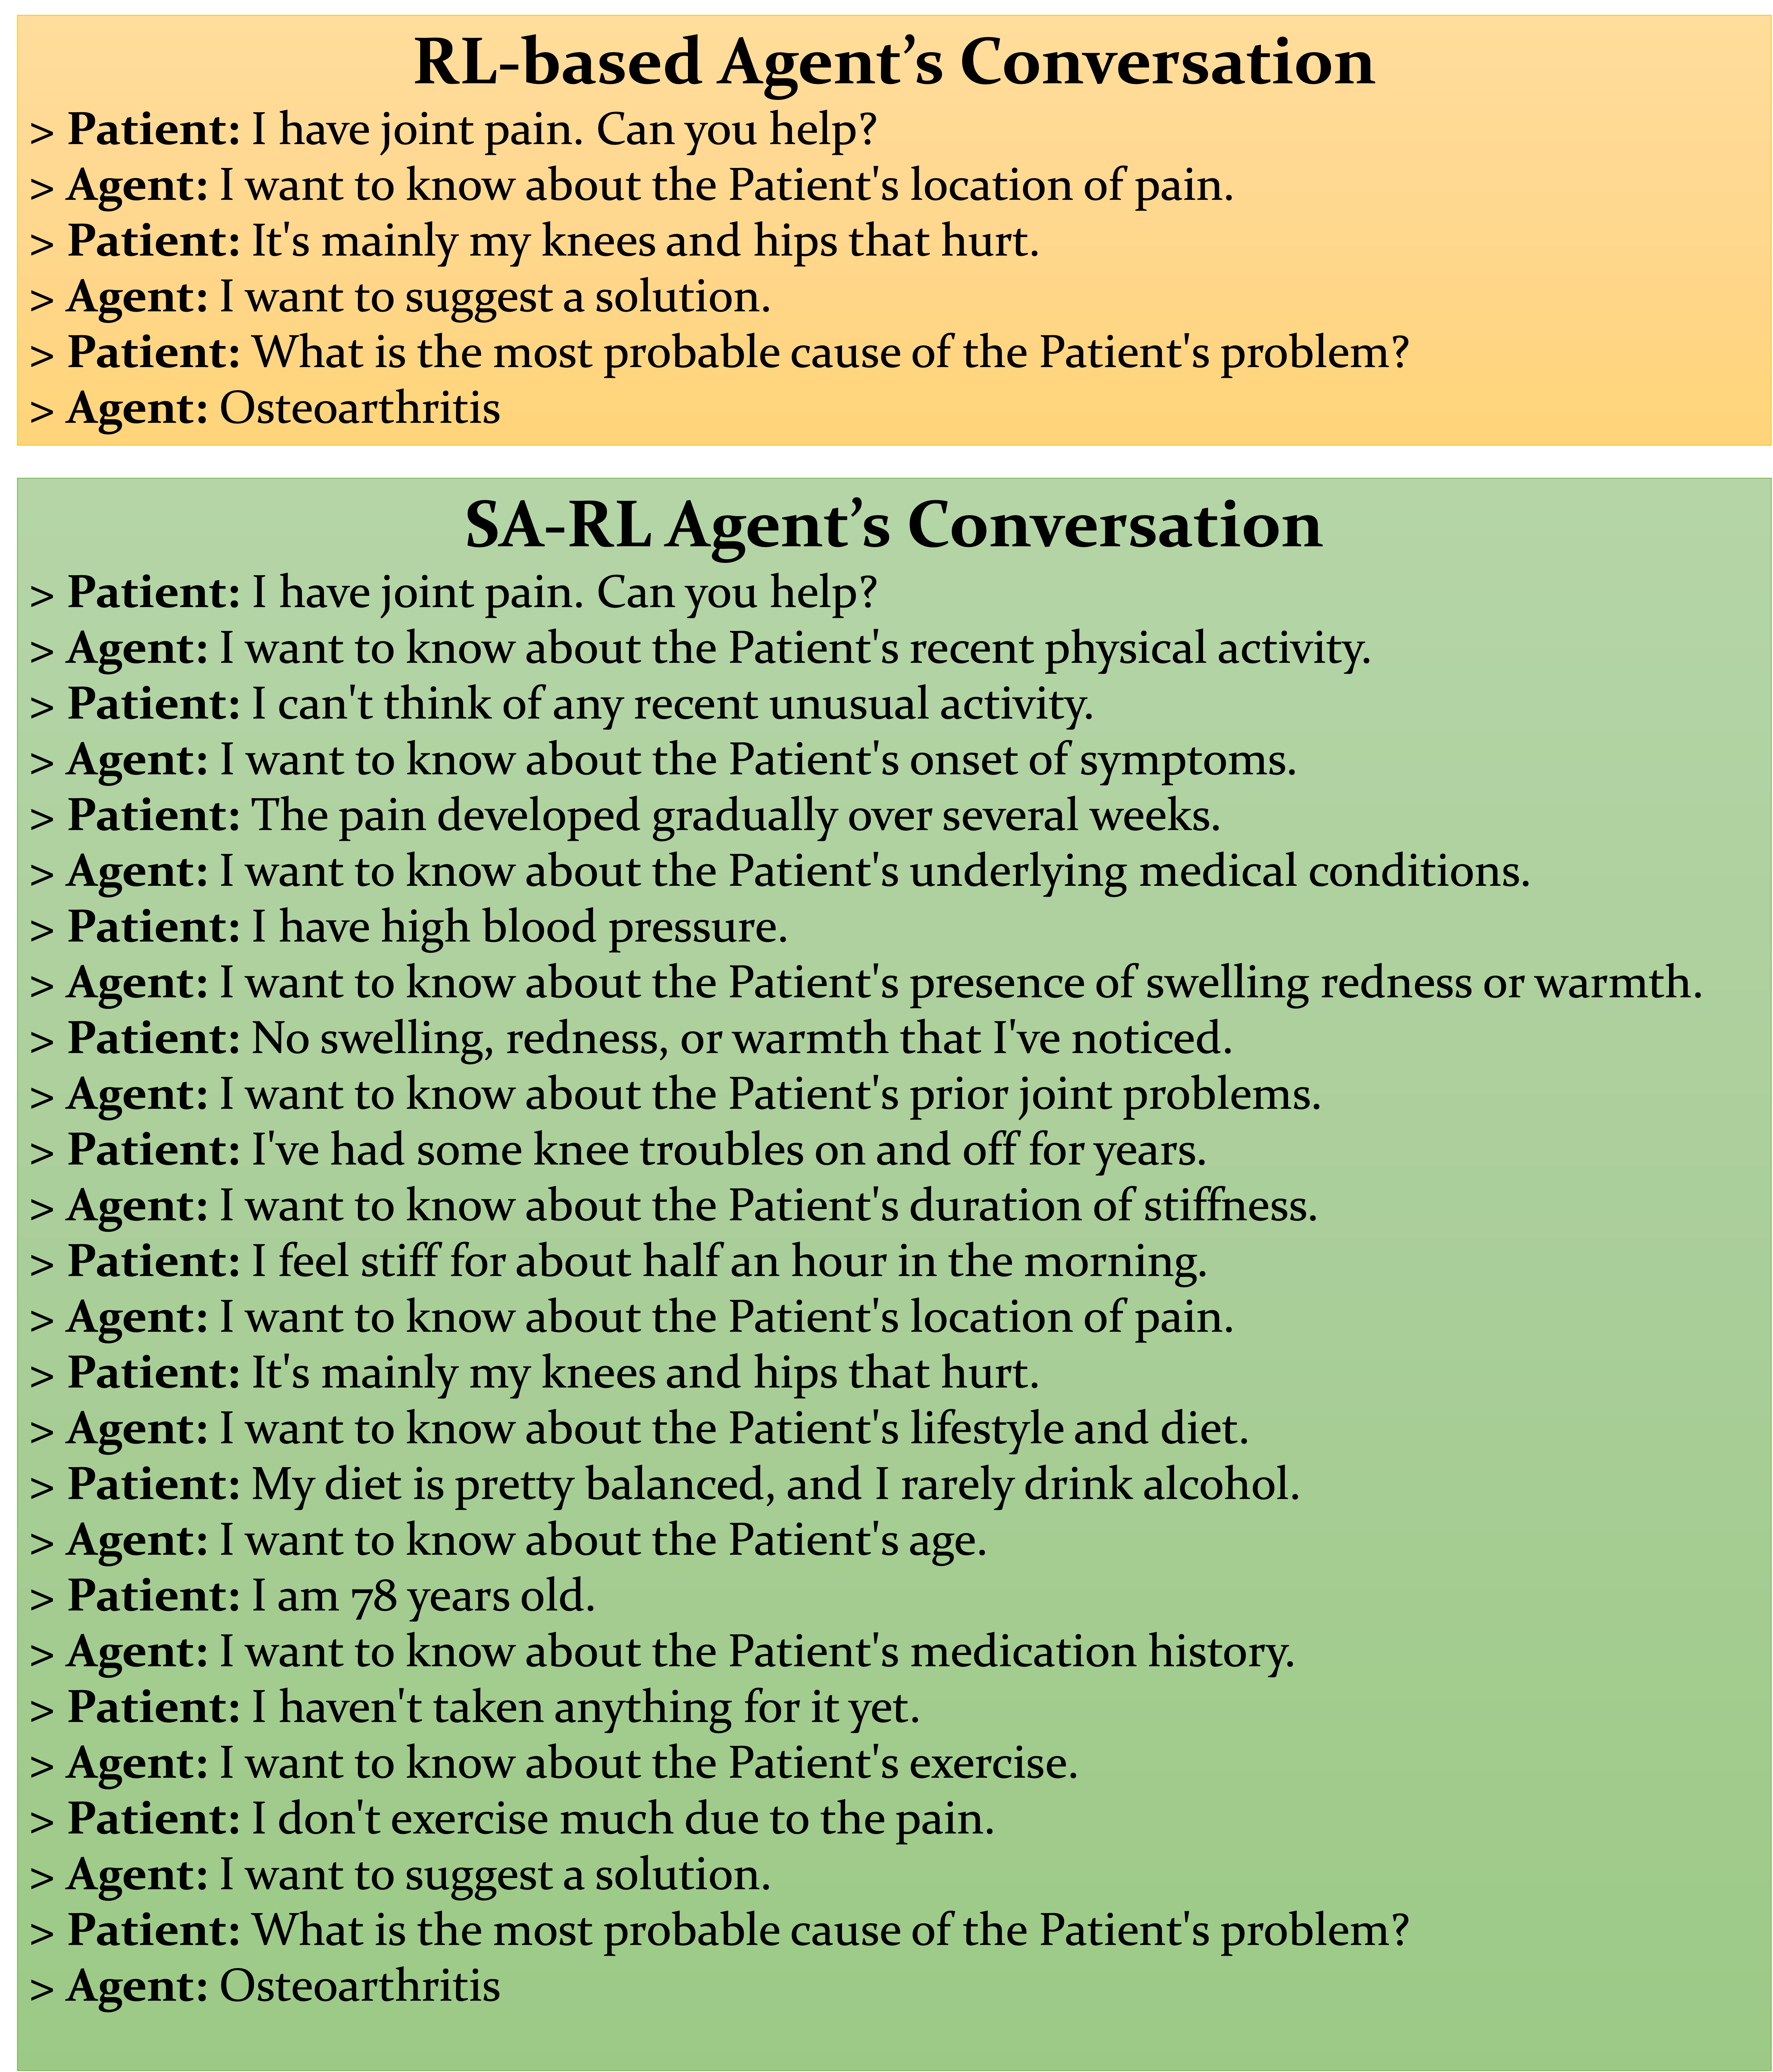 RL-based Agent’s Conversation
> Patient: I have joint pain. Can you help?
> Agent: I want to know about the Patient's location of pain.
> Patient: It's mainly my knees and hips that hurt.
> Agent: I want to suggest a solution.
> Patient: What is the most probable cause of the Patient's problem?
> Agent: Osteoarthritis
SA-RL Agent’s Conversation
> Patient: I have joint pain. Can you help?
> Agent: I want to know about the Patient's recent physical activity.
> Patient: I can't think of any recent unusual activity.
> Agent: I want to know about the Patient's onset of symptoms.
> Patient: The pain developed gradually over several weeks.
> Agent: I want to know about the Patient's underlying medical conditions.
> Patient: I have high blood pressure.
> Agent: I want to know about the Patient's presence of swelling redness or warmth.
> Patient: No swelling, redness, or warmth that I've noticed.
> Agent: I want to know about the Patient's prior joint problems.
> Patient: I've had some knee troubles on and off for years.
> Agent: I want to know about the Patient's duration of stiffness.
> Patient: I feel stiff for about half an hour in the morning.
> Agent: I want to know about the Patient's location of pain.
> Patient: It's mainly my knees and hips that hurt.
> Agent: I want to know about the Patient's lifestyle and diet.
> Patient: My diet is pretty balanced, and I rarely drink alcohol.
> Agent: I want to know about the Patient's age.
> Patient: I am 78 years old.
> Agent: I want to know about the Patient's medication history.
> Patient: I haven't taken anything for it yet.
> Agent: I want to know about the Patient's exercise.
> Patient: I don't exercise much due to the pain.
> Agent: I want to suggest a solution.
> Patient: What is the most probable cause of the Patient's problem?
> Agent: Osteoarthritis